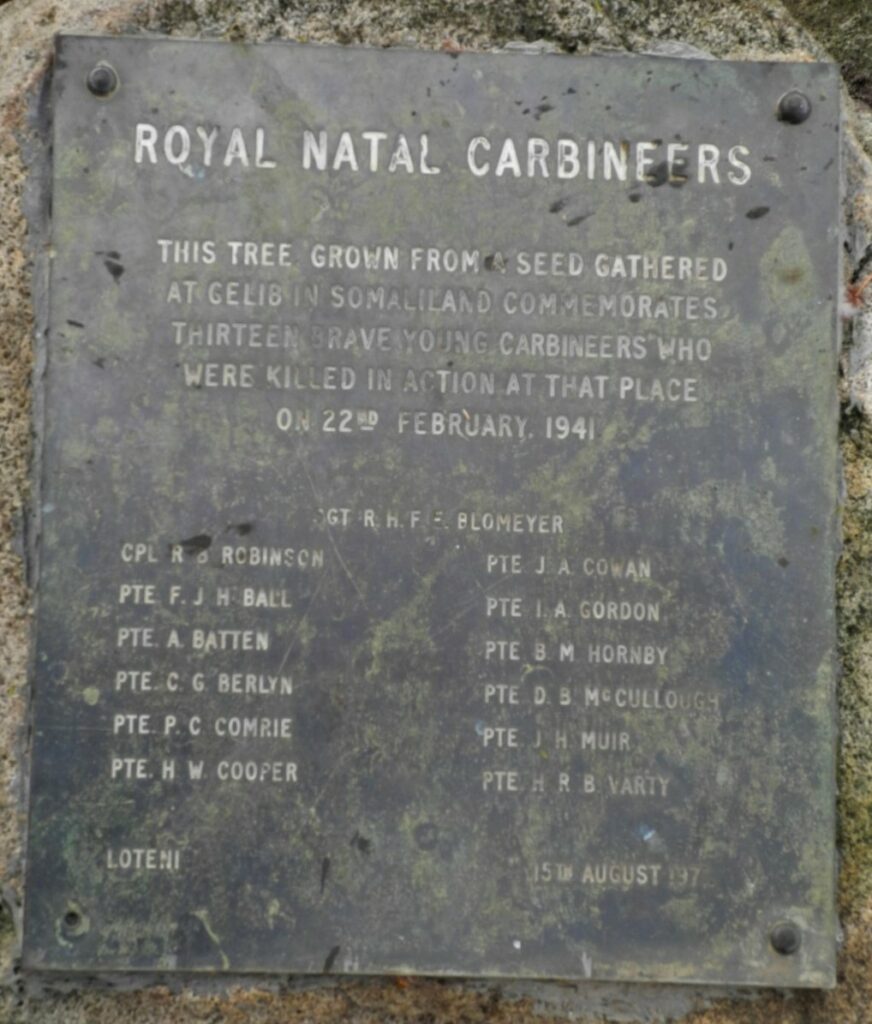 ROYAL NATAL CARBINEERS
THIS TREE GROWN FROM A SEED GATHERED
AT GELIB IN SOMALILAND COMMEMORATES
THIRTEEN BRAVE YOUNG CARBINEERS WHO
WERE KILLED IN ACTION AT THAT PLACE
ON 22ND FEBRUARY, 1941
SGT R. H. F. E. BLOMEYER
CPL R B ROBINSON
PTE F. J H BALL
PTE. A. BATTEN
PTE. C. G BERLYN
PTE. P. C COMRIE
PTE. H W. COOPER
PTE J. A. COWAN
PTE I. A. GORDON
PTE B M HORNBY
PTE D. B McCULLOUGH
PTE J H MUIR
PTE. H R B VARTY
LOTENI
15TH AUGUST